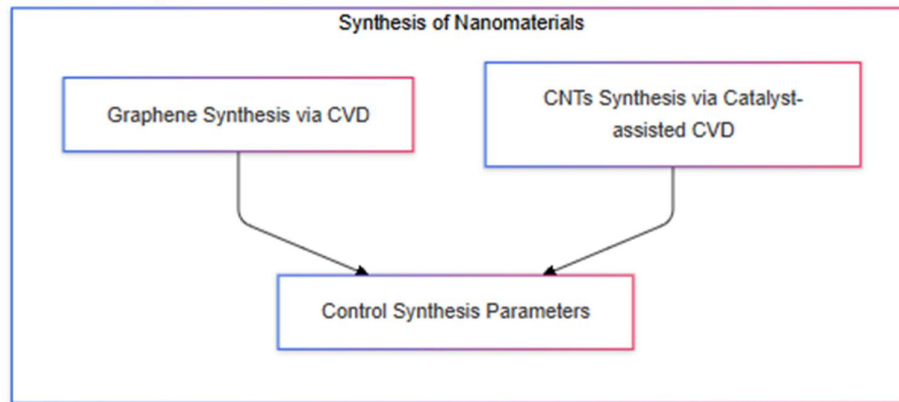 Synthesis of Nanomaterials
Graphene Synthesis via CVD
CNTs Synthesis via Catalyst-
assisted CVD
Control Synthesis Parameters